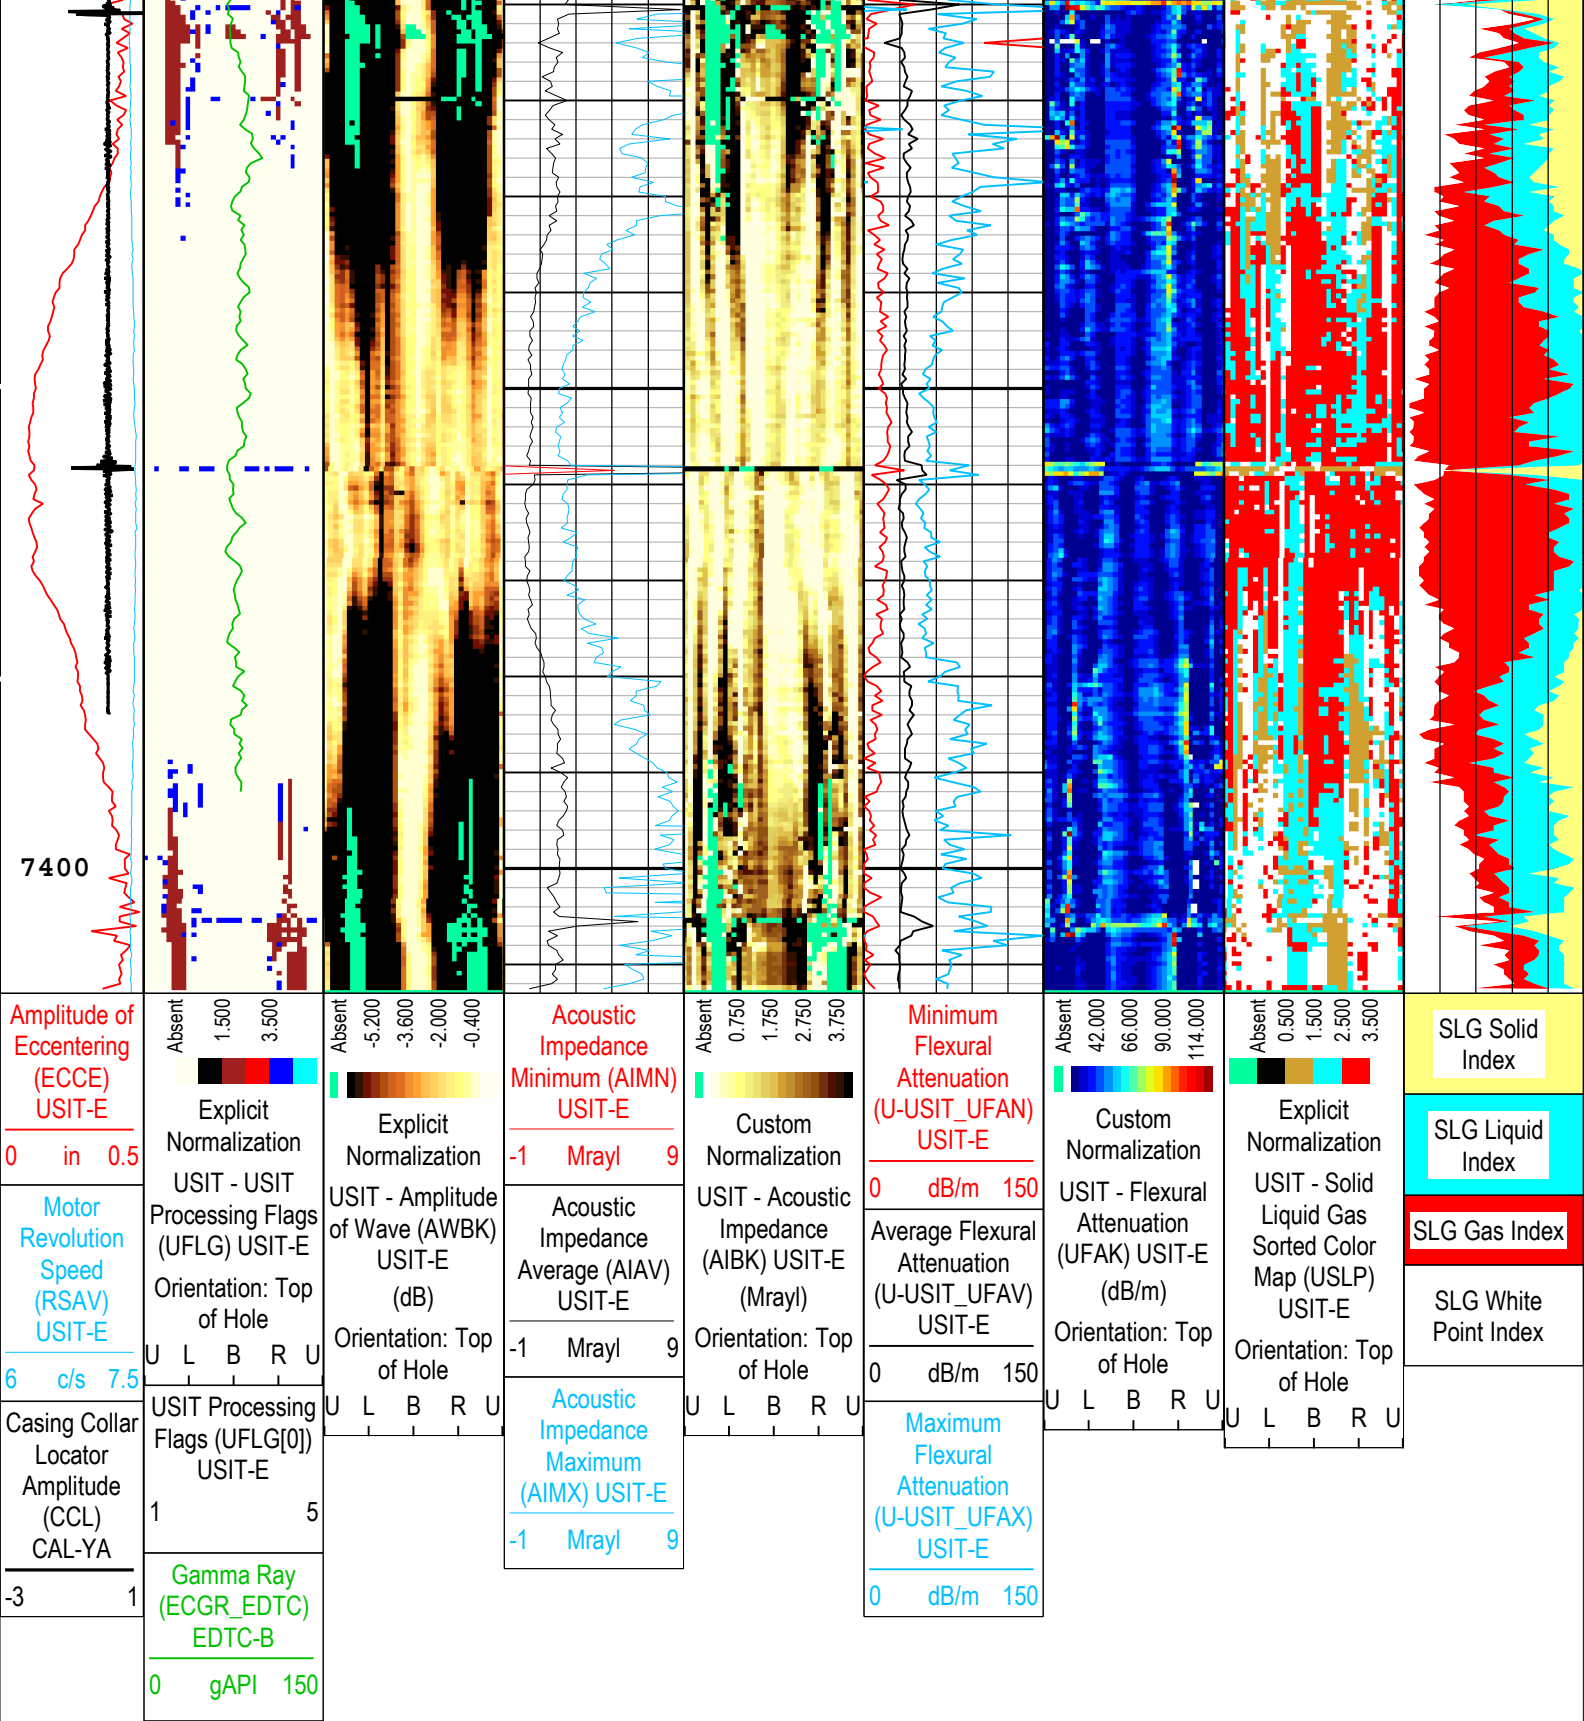 7400
Amplitude of
Eccentering
(ECCE)
USIT-E
0 in 0.5
Motor
Revolution
Speed
(RSAV)
USIT-E
6 c/s 7.5
Casing Collar
Locator
Amplitude
(CCL)
CAL-YA
-3 1
Absent 1.500 3.500
Explicit
Normalization
USIT - USIT
Processing Flags
(UFLG) USIT-E
Orientation: Top
of Hole
U L B R U
USIT Processing
Flags (UFLG[0])
USIT-E
1 5
Gamma Ray
(ECGR_EDTC)
EDTC-B
0 gAPI 150
Absent -5.200 -3.600 -2.000 -0.400
Explicit
Normalization
USIT - Amplitude
of Wave (AWBK)
USIT-E
(dB)
Orientation: Top
of Hole
U L B R U
Acoustic
Impedance
Minimum (AIMN)
USIT-E
-1 Mrayl 9
Acoustic
Impedance
Average (AIAV)
USIT-E
-1 Mrayl 9
Acoustic
Impedance
Maximum
(AIMX) USIT-E
-1 Mrayl 9
Absent 0.750 1.750 2.750 3.750
Custom
Normalization
USIT - Acoustic
Impedance
(AIBK) USIT-E
(Mrayl)
Orientation: Top
of Hole
U L B R U
Minimum
Flexural
Attenuation
(U-USIT_UFAN)
USIT-E
0 dB/m 150
Average Flexural
Attenuation
(U-USIT_UFAV)
USIT-E
0 dB/m 150
Maximum
Flexural
Attenuation
(U-USIT_UFAX)
USIT-E
0 dB/m 150
Absent 42.000 66.000 90.000 114.000
Custom
Normalization
USIT - Flexural
Attenuation
(UFAK) USIT-E
(dB/m)
Orientation: Top
of Hole
U L B R U
Absent 0.500 1.500 2.500 3.500
Explicit
Normalization
USIT - Solid
Liquid Gas
Sorted Color
Map (USLP)
USIT-E
Orientation: Top
of Hole
U L B R U
SLG Solid
Index
SLG Liquid
Index
SLG Gas Index
SLG White
Point Index